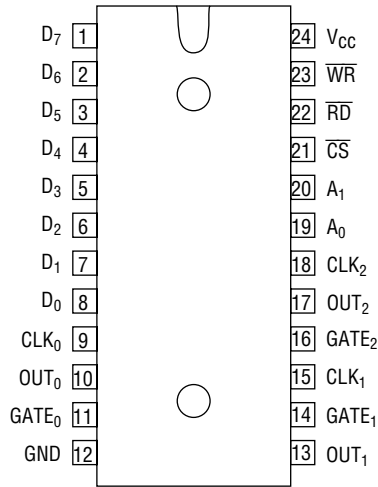 D7 1 24 VCC
D6 2 23 WR
D5 3 22 RD
D4 4 21 CS
D3 5 20 A1
D2 6 19 A0
D1 7 18 CLK2
D0 8 17 OUT2
CLK0 9 16 GATE2
OUT0 10 15 CLK1
GATE0 11 14 GATE1
GND 12 13 OUT1